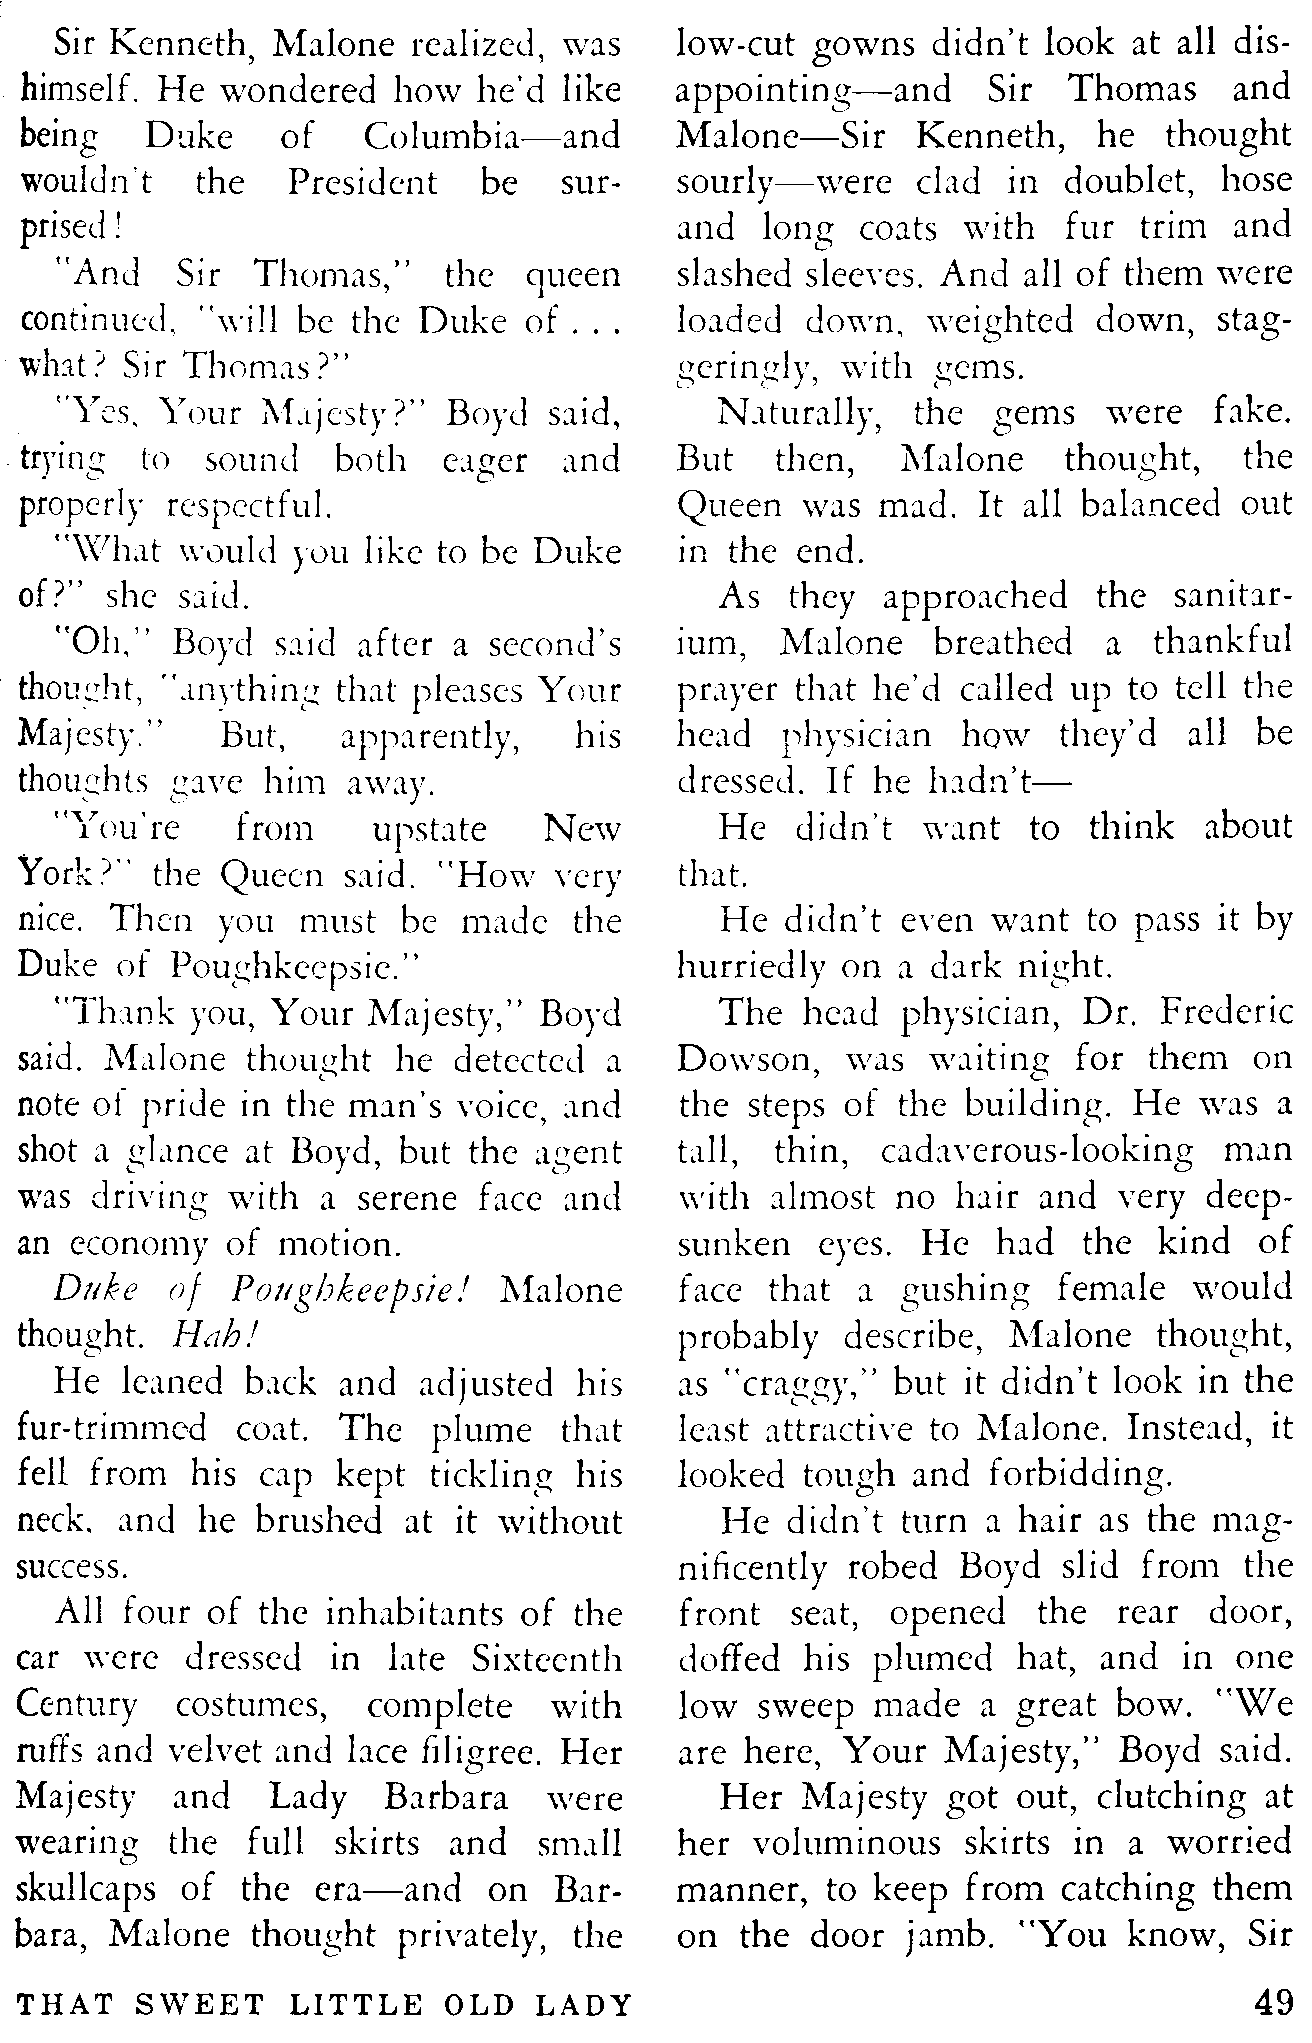 Sir Kenneth, Malone realized, was
himself. He wondered how he'd like
being Duke of Columbia—and
wouldn't the President be sur-
prised!
"And Sir Thomas," the queen
continued, "will be the Duke of . . .
what? Sir Thomas?"
"Yes, Your Majesty?" Boyd said,
trying to sound both eager and
properly respectful.
"What would you like to be Duke
of?" she said.
"Oh," Boyd said after a second's
thought, "anything that pleases Your
Majesty." But, apparently, his
thoughts gave him away.
"You're from upstate New
York?" the Queen said. "How very
nice. Then you must be made the
Duke of Poughkeepsie."
"Thank you, Your Majesty," Boyd
said. Malone thought he detected a
note of pride in the man's voice, and
shot a glance at Boyd, but the agent
was driving with a serene face and
an economy of motion.
Duke of Poughkeepsie! Malone
thought. Hah!
He leaned back and adjusted his
fur-trimmed coat. The plume that
fell from his cap kept tickling his
neck, and he brushed at it without
success.
All four of the inhabitants of the
car were dressed in late Sixteenth
Century costumes, complete with
ruffs and velvet and lace filigree. Her
Majesty and Lady Barbara were
wearing the full skirts and small
skullcaps of the era—and on Bar-
bara, Malone thought privately, the
low-cut gowns didn't look at all dis-
appointing—and Sir Thomas and
Malone—Sir Kenneth, he thought
sourly—were clad in doublet, hose
and long coats with fur trim and
slashed sleeves. And all of them were
loaded down, weighted down, stag-
geringly, with gems.
Naturally, the gems were fake.
But then, Malone thought, the
Queen was mad. It all balanced out
in the end.
As they approached the sanitar-
ium, Malone breathed a thankful
prayer that he'd called up to tell the
head physician how they'd all be
dressed. If he hadn't—
He didn't want to think about
that.
He didn't even want to pass it by
hurriedly on a dark night.
The head physician, Dr. Frederic
Dowson, was waiting for them on
the steps of the building. He was a
tall, thin, cadaverous-looking man
with almost no hair and very deep-
sunken eyes. He had the kind of
face that a gushing female would
probably describe, Malone thought,
as "craggy," but it didn't look in the
least attractive to Malone. Instead, it
looked tough and forbidding.
He didn't turn a hair as the mag-
nificently robed Boyd slid from the
front seat, opened the rear door,
doffed his plumed hat, and in one
low sweep made a great bow. "We
are here, Your Majesty," Boyd said.
Her Majesty got out, clutching at
her voluminous skirts in a worried
manner, to keep from catching them
on the door jamb. "You know, Sir
THAT SWEET LITTLE OLD LADY 49